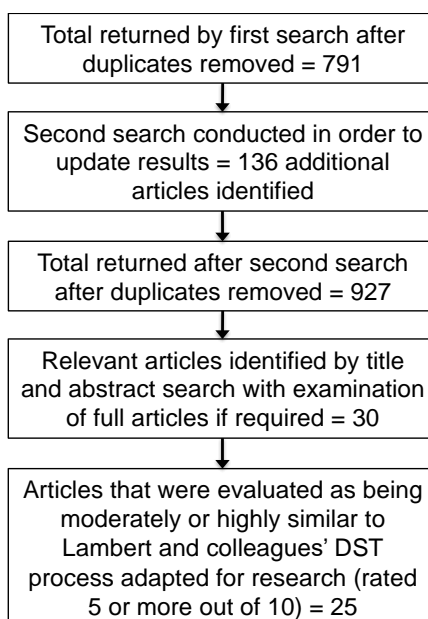 Total returned by first search after
duplicates removed = 791
Second search conducted in order to
update results = 136 additional
articles identified
Total returned after second search
after duplicates removed = 927
Relevant articles identified by title
and abstract search with examination
of full articles if required = 30
Articles that were evaluated as being
moderately or highly similar to
Lambert and colleagues’ DST
process adapted for research (rated
5 or more out of 10) = 25